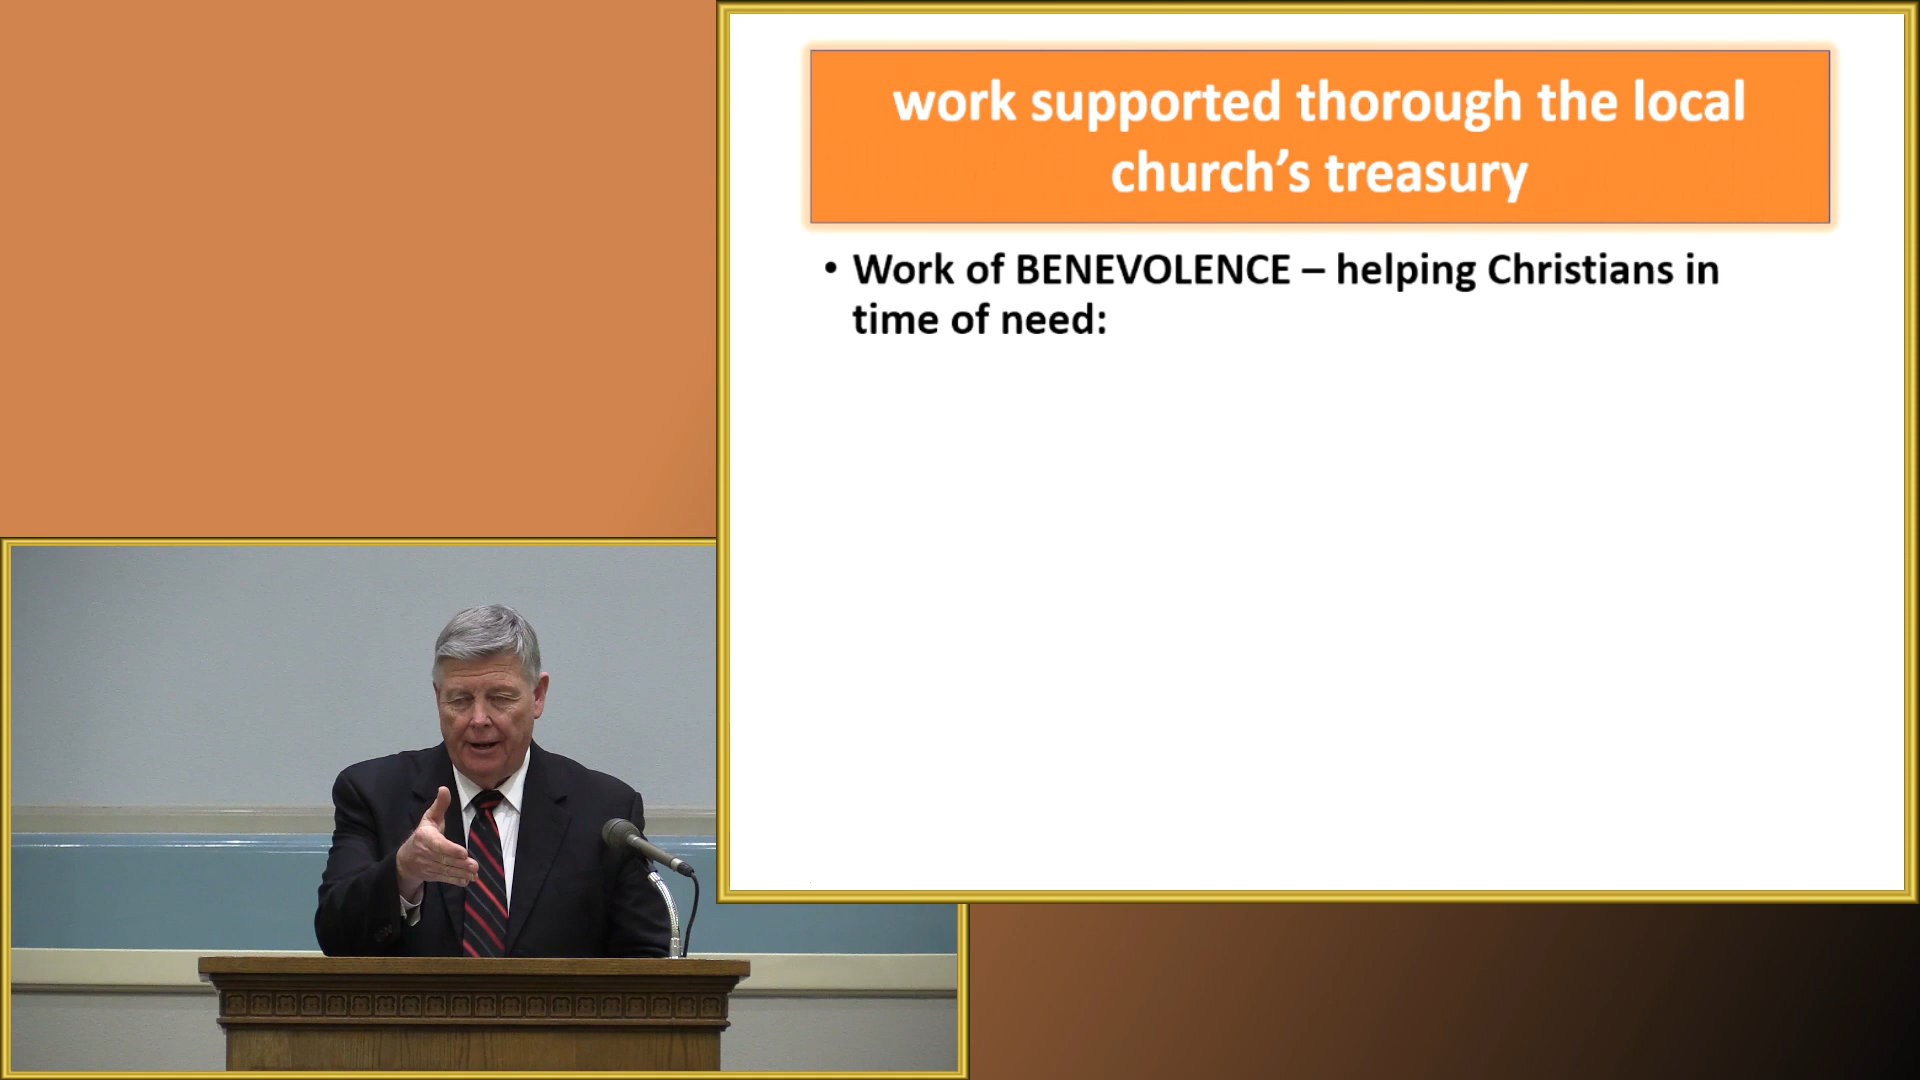 work supported thorough the local
church’s treasury
• Work of BENEVOLENCE – helping Christians in
time of need: